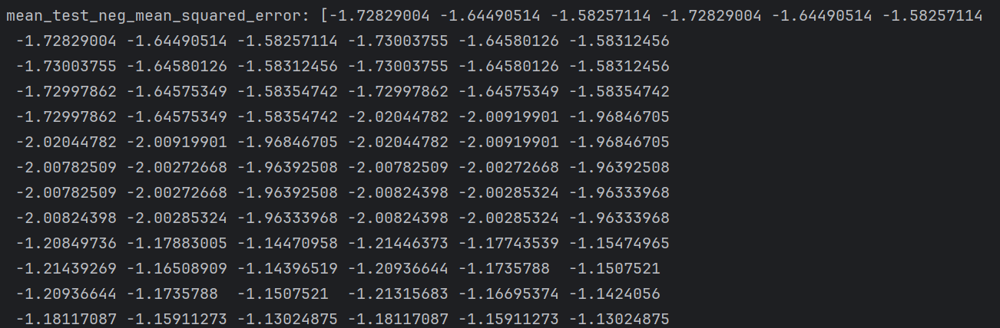 mean_test_neg_mean_squared_error: [-1.72829004 -1.64490514 -1.58257114 -1.72829004 -1.64490514 -1.58257114
-1.72829004 -1.64490514 -1.58257114 -1.73003755 -1.64580126 -1.58312456
-1.73003755 -1.64580126 -1.58312456 -1.73003755 -1.64580126 -1.58312456
-1.72997862 -1.64575349 -1.58354742 -1.72997862 -1.64575349 -1.58354742
-1.72997862 -1.64575349 -1.58354742 -2.02044782 -2.00919901 -1.96846705
-2.02044782 -2.00919901 -1.96846705 -2.02044782 -2.00919901 -1.96846705
-2.00782509 -2.00272668 -1.96392508 -2.00782509 -2.00272668 -1.96392508
-2.00782509 -2.00272668 -1.96392508 -2.00824398 -2.00285324 -1.96333968
-2.00824398 -2.00285324 -1.96333968 -2.00824398 -2.00285324 -1.96333968
-1.20849736 -1.17883005 -1.14470958 -1.21446373 -1.17743539 -1.15474965
-1.21439269 -1.16508909 -1.14396519 -1.20936644 -1.1735788  -1.1507521
-1.20936644 -1.1735788  -1.1507521  -1.21315683 -1.16695374 -1.1424056
-1.18117087 -1.15911273 -1.13024875 -1.18117087 -1.15911273 -1.13024875